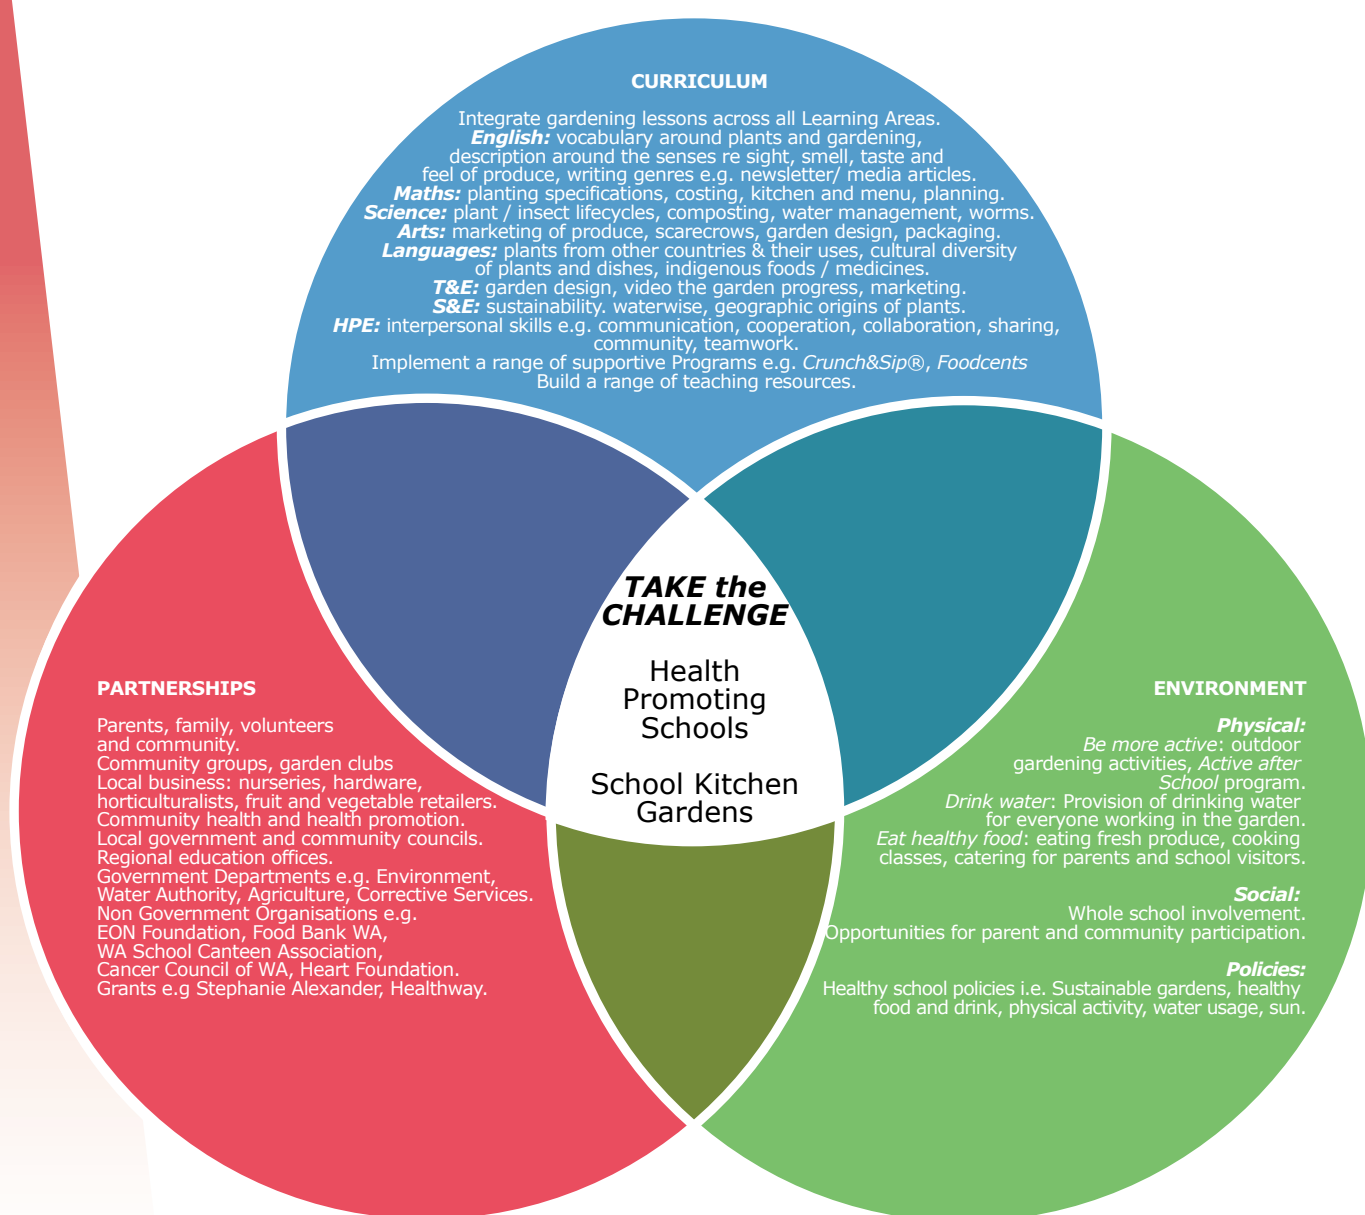 CURRICULUM
Integrate gardening lessons across all Learning Areas.
English: vocabulary around plants and gardening,
description around the senses re sight, smell, taste and
feel of produce, writing genres e.g. newsletter/ media articles.
Maths: planting specifications, costing, kitchen and menu, planning.
Science: plant / insect lifecycles, composting, water management, worms.
Arts: marketing of produce, scarecrows, garden design, packaging.
Languages: plants from other countries & their uses, cultural diversity
of plants and dishes, indigenous foods / medicines.
T&E: garden design, video the garden progress, marketing.
S&E: sustainability. waterwise, geographic origins of plants.
HPE: interpersonal skills e.g. communication, cooperation, collaboration, sharing,
community, teamwork.
Implement a range of supportive Programs e.g. Crunch&Sip®, Foodcents
Build a range of teaching resources.
TAKE the
CHALLENGE
Health
Promoting
Schools
School Kitchen
Gardens
PARTNERSHIPS
Parents, family, volunteers
and community.
Community groups, garden clubs
Local business: nurseries, hardware,
horticulturalists, fruit and vegetable retailers.
Community health and health promotion.
Local government and community councils.
Regional education offices.
Government Departments e.g. Environment,
Water Authority, Agriculture, Corrective Services.
Non Government Organisations e.g.
EON Foundation, Food Bank WA,
WA School Canteen Association,
Cancer Council of WA, Heart Foundation.
Grants e.g Stephanie Alexander, Healthway.
ENVIRONMENT
Physical:
Be more active: outdoor
gardening activities, Active after
School program.
Drink water: Provision of drinking water
for everyone working in the garden.
Eat healthy food: eating fresh produce, cooking
classes, catering for parents and school visitors.
Social:
Whole school involvement.
Opportunities for parent and community participation.
Policies:
Healthy school policies i.e. Sustainable gardens, healthy
food and drink, physical activity, water usage, sun.